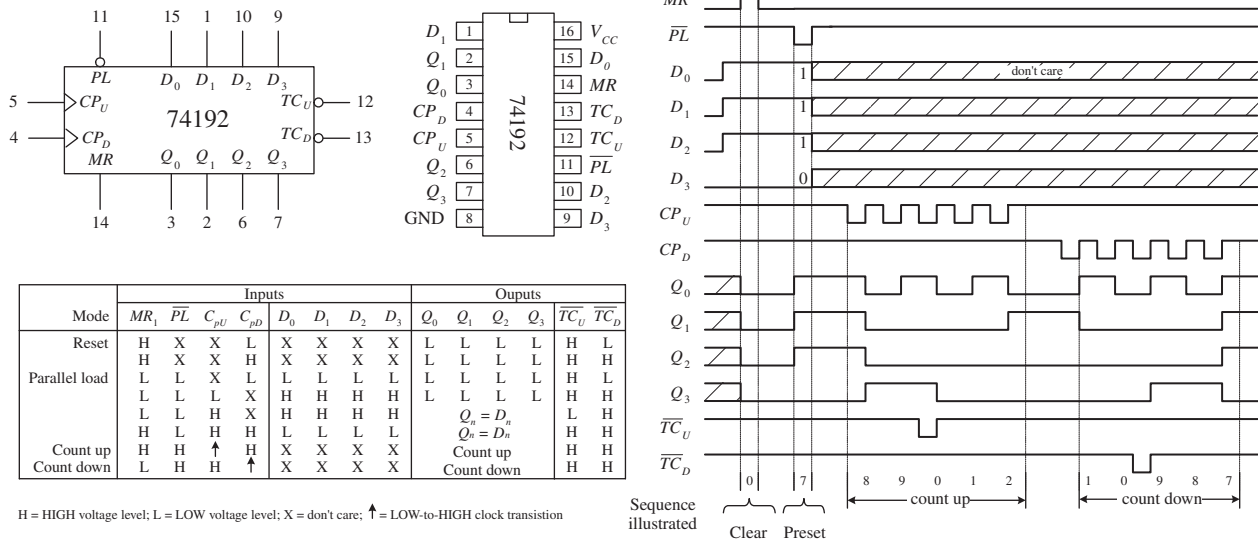 11 15 1 10 9
PL D0 D1 D2 D3
5 CPU TCU 12
74192
4 CPD TCD 13
MR Q0 Q1 Q2 Q3
14 3 2 6 7
D1 1 16 VCC
Q1 2 15 D0
Q0 3 14 MR
CPD 4 13 TCD
CPU 5 12 TCU
Q2 6 11 P̅L̅
Q3 7 10 D2
GND 8 9 D3
74192
Inputs Ouputs
Mode MR1 P̅L̅ CpU CpD D0 D1 D2 D3 Q0 Q1 Q2 Q3 T̅C̅U T̅C̅D
Reset H X X L X X X X L L L L H L
H X X H X X X X L L L L H H
Parallel load L L X L L L L L L L L L H L
L L L X H H H H L L L L H H
L L H X H H H H Qn = Dn L H
H L H H L L L L Qn = Dn H H
Count up H H ↑ H X X X X Count up H H
Count down L H H ↑ X X X X Count down H H
H = HIGH voltage level; L = LOW voltage level; X = don't care; ↑ = LOW-to-HIGH clock transistion
MR
P̅L̅
D0 1 don't care
D1 1
D2 1
D3 0
CPU
CPD
Q0
Q1
Q2
Q3
T̅C̅U
T̅C̅D
0 7 8 9 0 1 2 1 0 9 8 7
Sequence illustrated
count up count down
Clear Preset